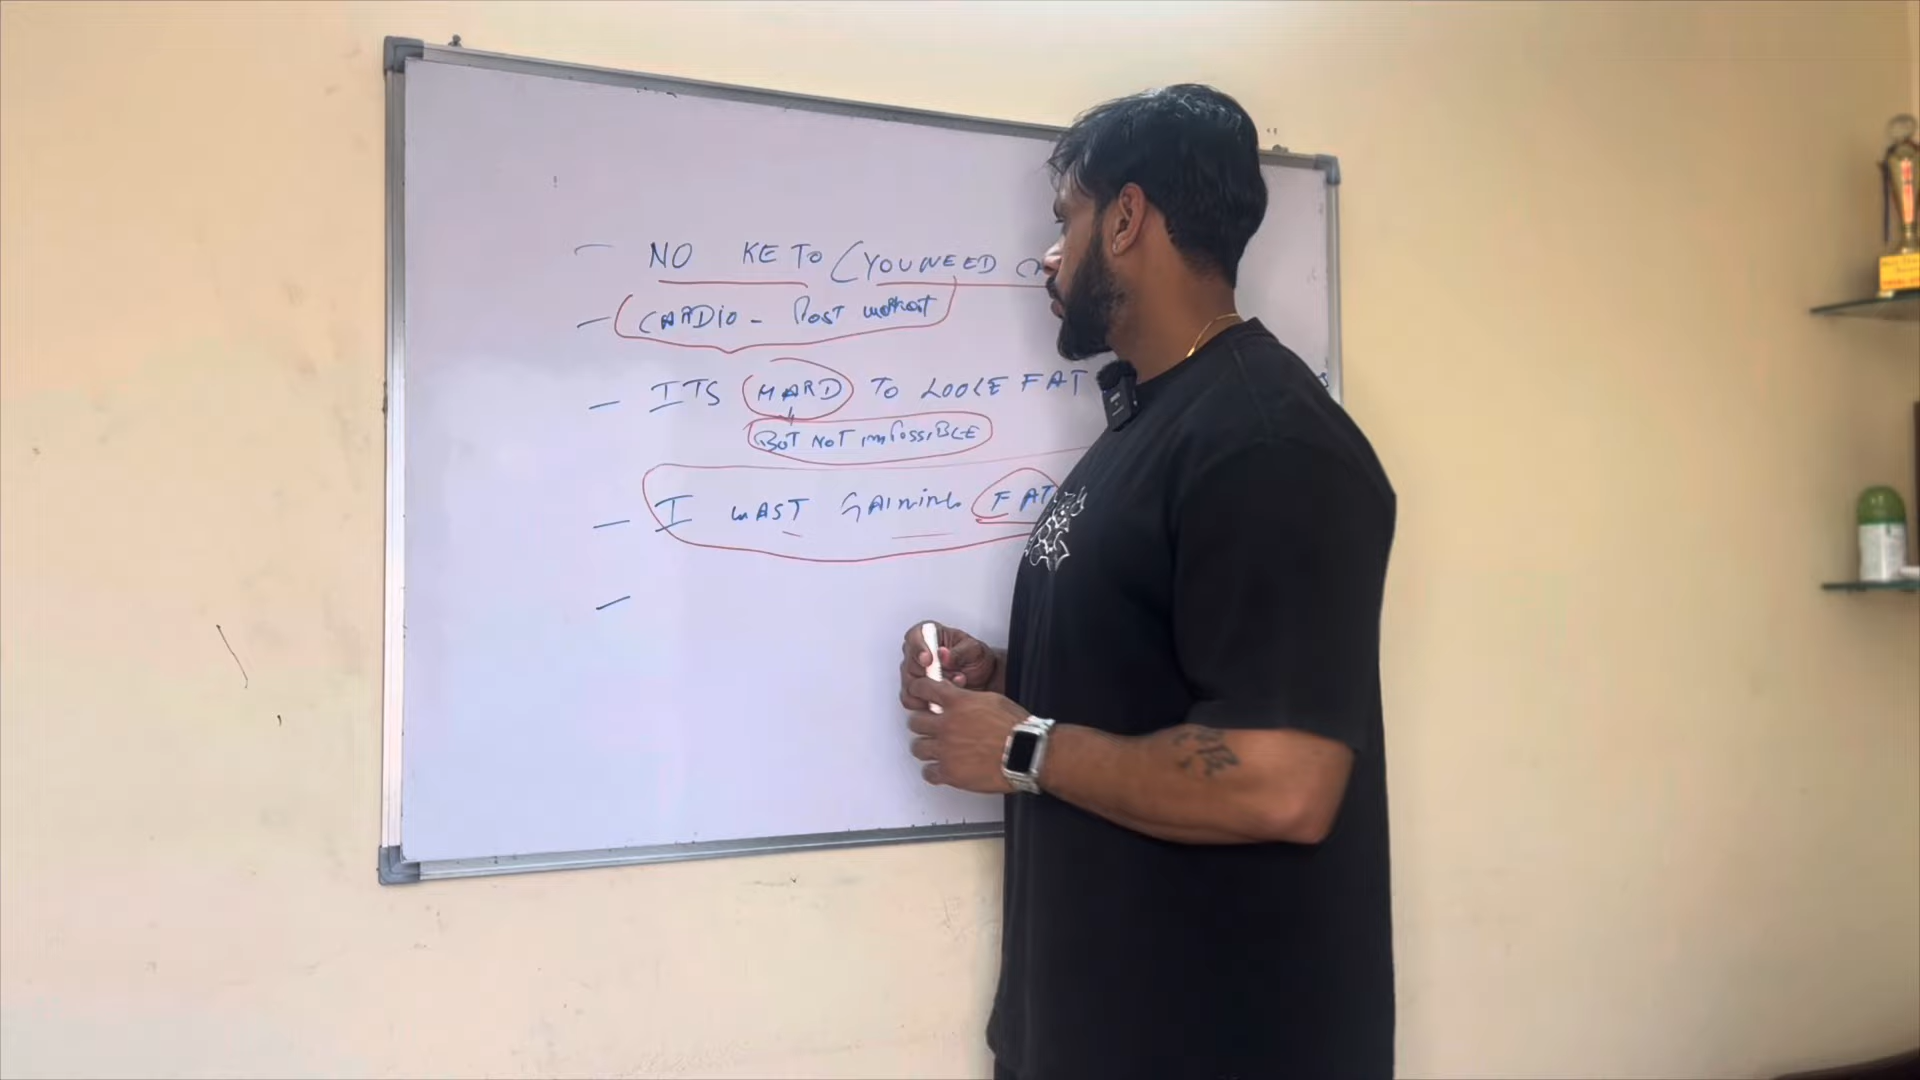 — NO KETO (YOU NEED
— CARDIO - Post workout
— ITS HARD TO LOOSE FAT
BUT NOT impossiBLE
— I WAST GAINING FAT
—